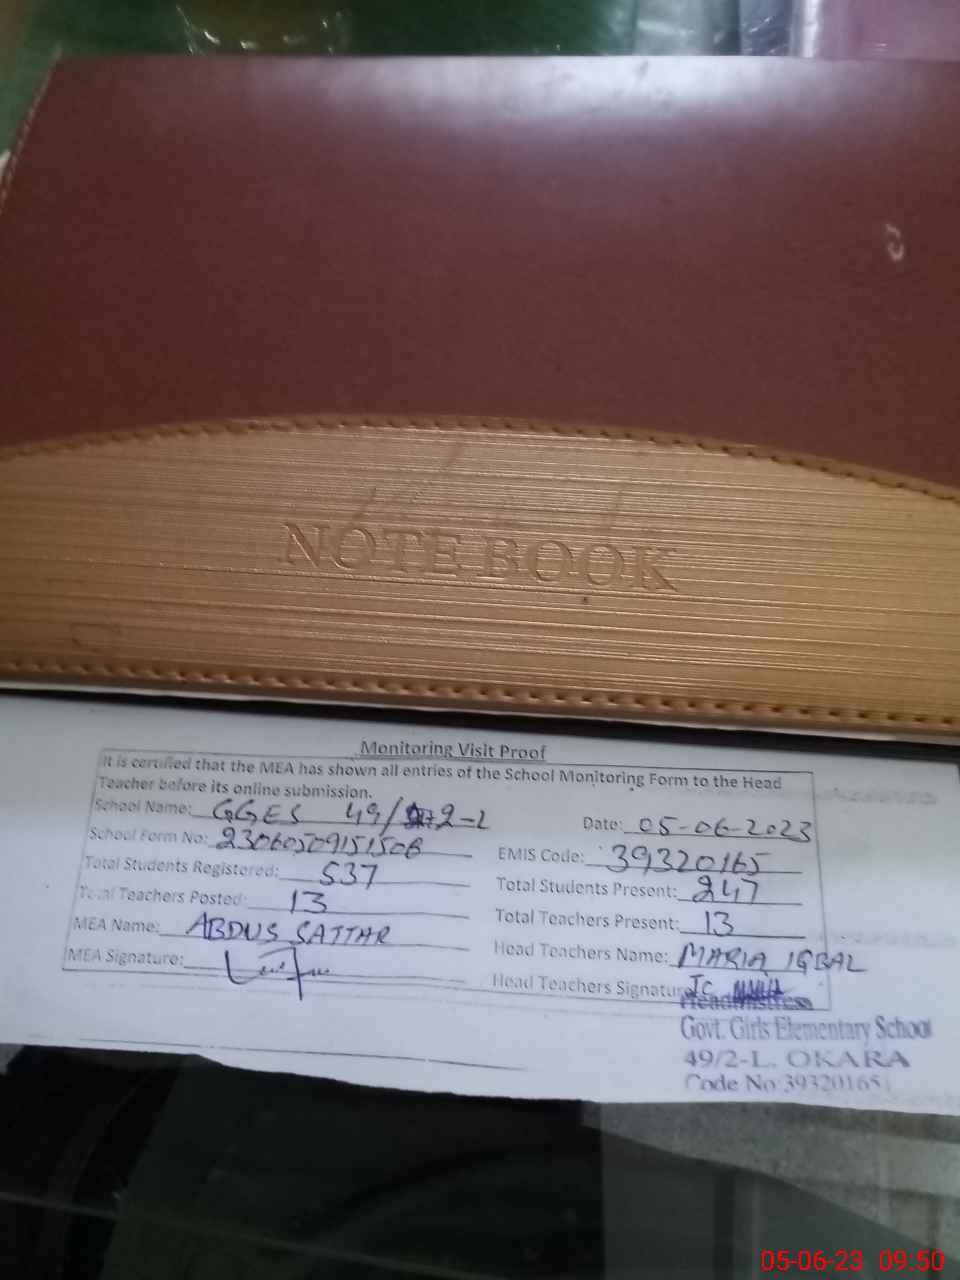 NOTE BOOK
Monitoring Visit Proof
It is certified that the MEA has shown all entries of the School Monitoring Form to the Head
Teacher before its online submission.
School Name: GGES 49/2-L
Date: 05-06-2023
School Form No: 23060509151508
EMIS Code: 39320165
Total Students Registered: 537
Total Students Present: 247
Total Teachers Posted: 13
Total Teachers Present: 13
MEA Name: ABDUS SATTAR
Head Teachers Name: MARIA IQBAL
MEA Signature:
Head Teachers Signature
Headmistress
Govt. Girls Elementary School
49/2-L. OKARA
Code No 39320165
05-06-23 09:50